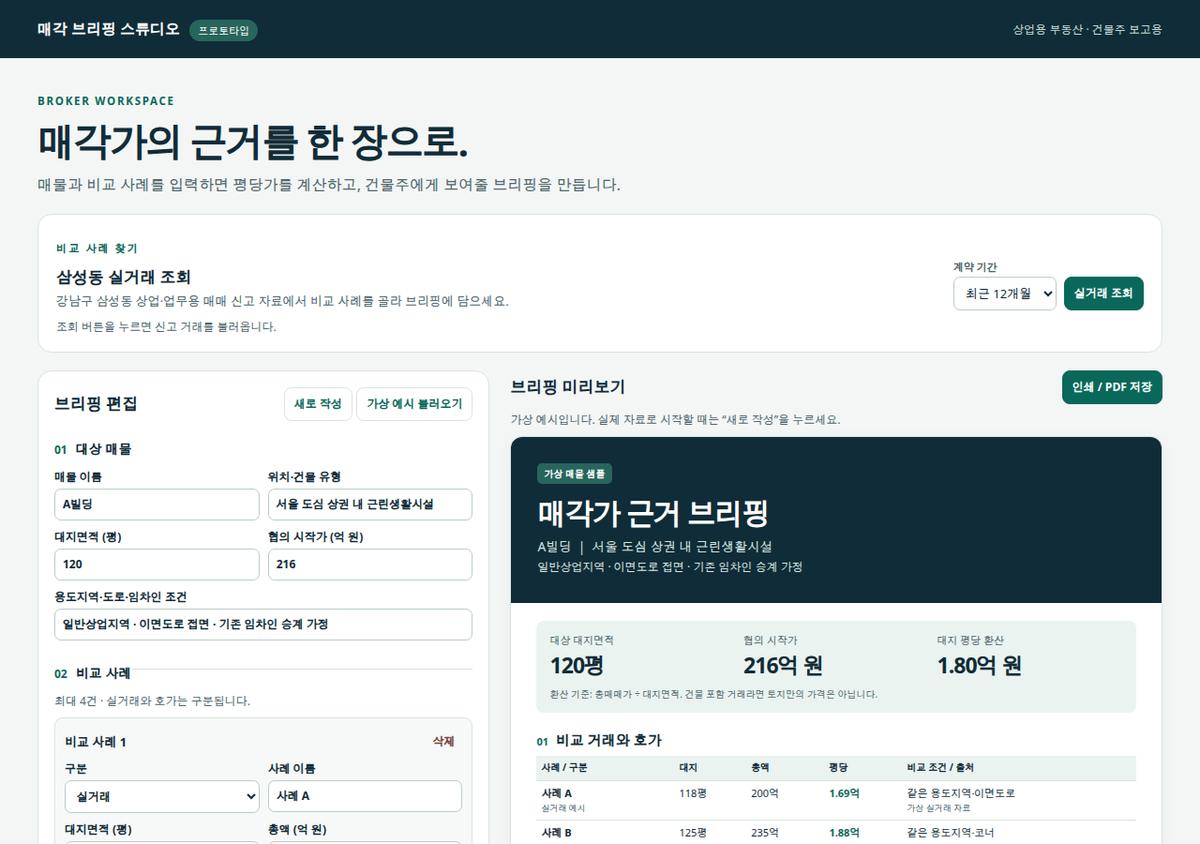 매각 브리핑 스튜디오 프로토타입
상업용 부동산 · 건물주 보고용
BROKER WORKSPACE
매각가의 근거를 한 장으로.
매물과 비교 사례를 입력하면 평당가를 계산하고, 건물주에게 보여줄 브리핑을 만듭니다.
비교 사례 찾기
삼성동 실거래 조회
강남구 삼성동 상업·업무용 매매 신고 자료에서 비교 사례를 골라 브리핑에 담으세요.
조회 버튼을 누르면 신고 거래를 불러옵니다.
계약 기간
최근 12개월 실거래 조회
브리핑 편집 새로 작성 가상 예시 불러오기
01 대상 매물
매물 이름 위치·건물 유형
A빌딩 서울 도심 상권 내 근린생활시설
대지면적 (평) 협의 시작가 (억 원)
120 216
용도지역·도로·임차인 조건
일반상업지역 · 이면도로 접면 · 기존 임차인 승계 가정
02 비교 사례
최대 4건 · 실거래와 호가는 구분됩니다.
비교 사례 1 삭제
구분 사례 이름
실거래 사례 A
대지면적 (평) 총액 (억 원)
브리핑 미리보기 인쇄 / PDF 저장
가상 예시입니다. 실제 자료로 시작할 때는 “새로 작성”을 누르세요.
가상 매물 샘플
매각가 근거 브리핑
A빌딩 | 서울 도심 상권 내 근린생활시설
일반상업지역 · 이면도로 접면 · 기존 임차인 승계 가정
대상 대지면적 협의 시작가 대지 평당 환산
120평 216억 원 1.80억 원
환산 기준: 총매매가 ÷ 대지면적. 건물 포함 거래라면 토지만의 가격은 아닙니다.
01 비교 거래와 호가
사례 / 구분 대지 총액 평당 비교 조건 / 출처
사례 A 118평 200억 1.69억 같은 용도지역·이면도로
실거래 예시 가상 실거래 자료
사례 B 125평 235억 1.88억 같은 용도지역·코너